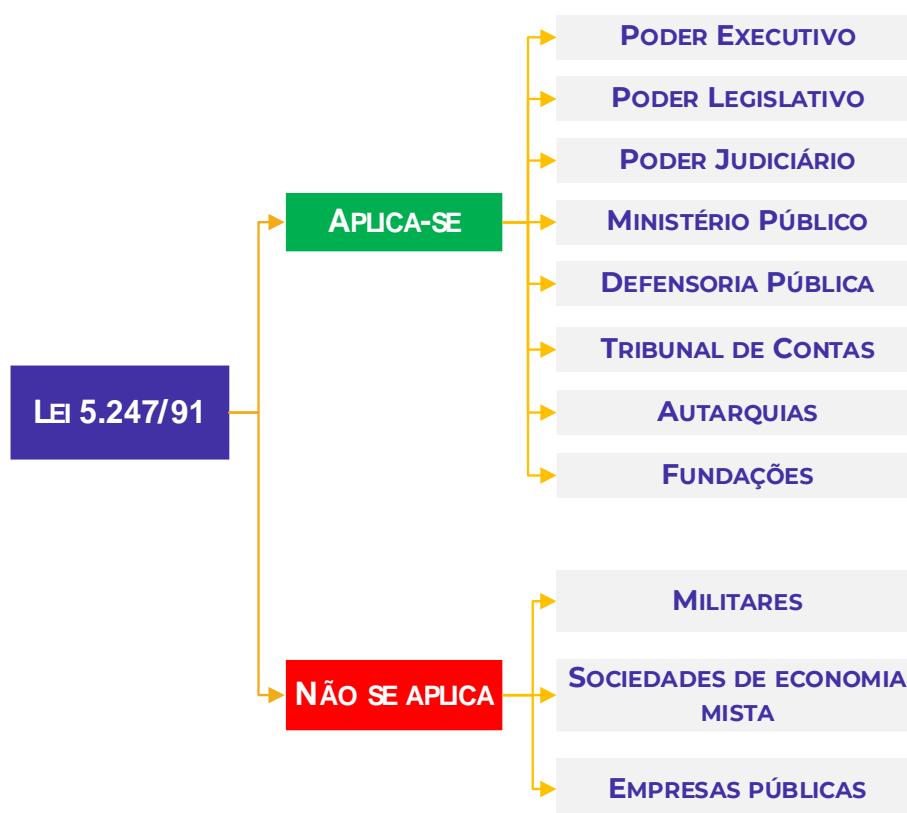 Lei 5.247/91
Aplica-se
Poder Executivo
Poder Legislativo
Poder Judiciário
Ministério Público
Defensoria Pública
Tribunal de Contas
Autarquias
Fundações
Não se aplica
Militares
Sociedades de economia
mista
Empresas públicas